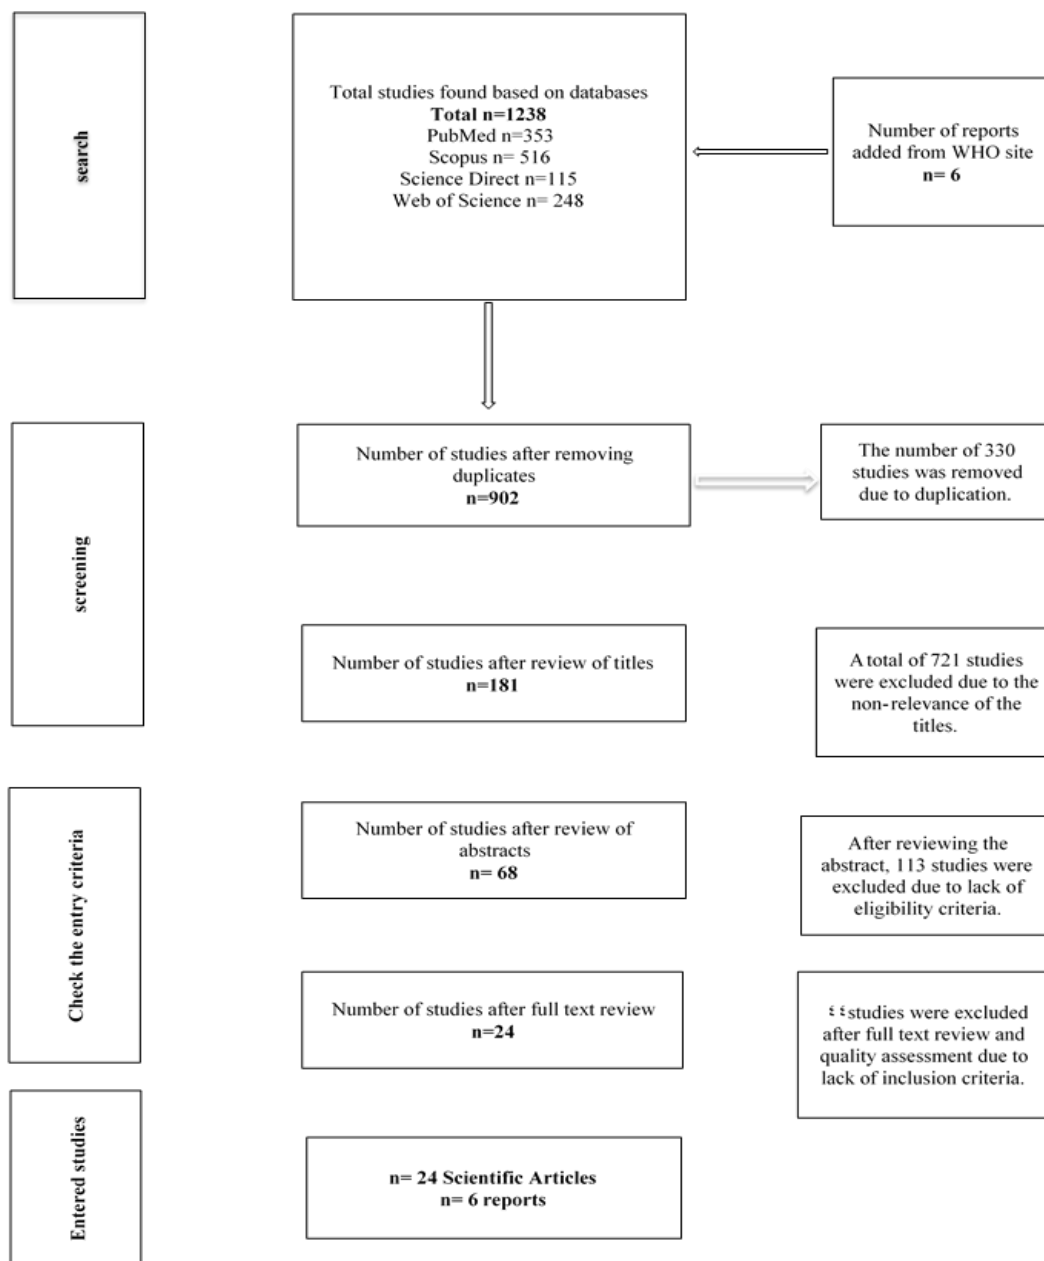 search
Total studies found based on databases
Total n=1238
PubMed n=353
Scopus n= 516
Science Direct n=115
Web of Science n= 248
Number of reports
added from WHO site
n= 6
screening
Number of studies after removing
duplicates
n=902
The number of 330
studies was removed
due to duplication.
Number of studies after review of titles
n=181
A total of 721 studies
were excluded due to the
non-relevance of the
titles.
Check the entry criteria
Number of studies after review of
abstracts
n= 68
After reviewing the
abstract, 113 studies were
excluded due to lack of
eligibility criteria.
Number of studies after full text review
n=24
٤٤studies were excluded
after full text review and
quality assessment due to
lack of inclusion criteria.
Entered studies
n= 24 Scientific Articles
n= 6 reports